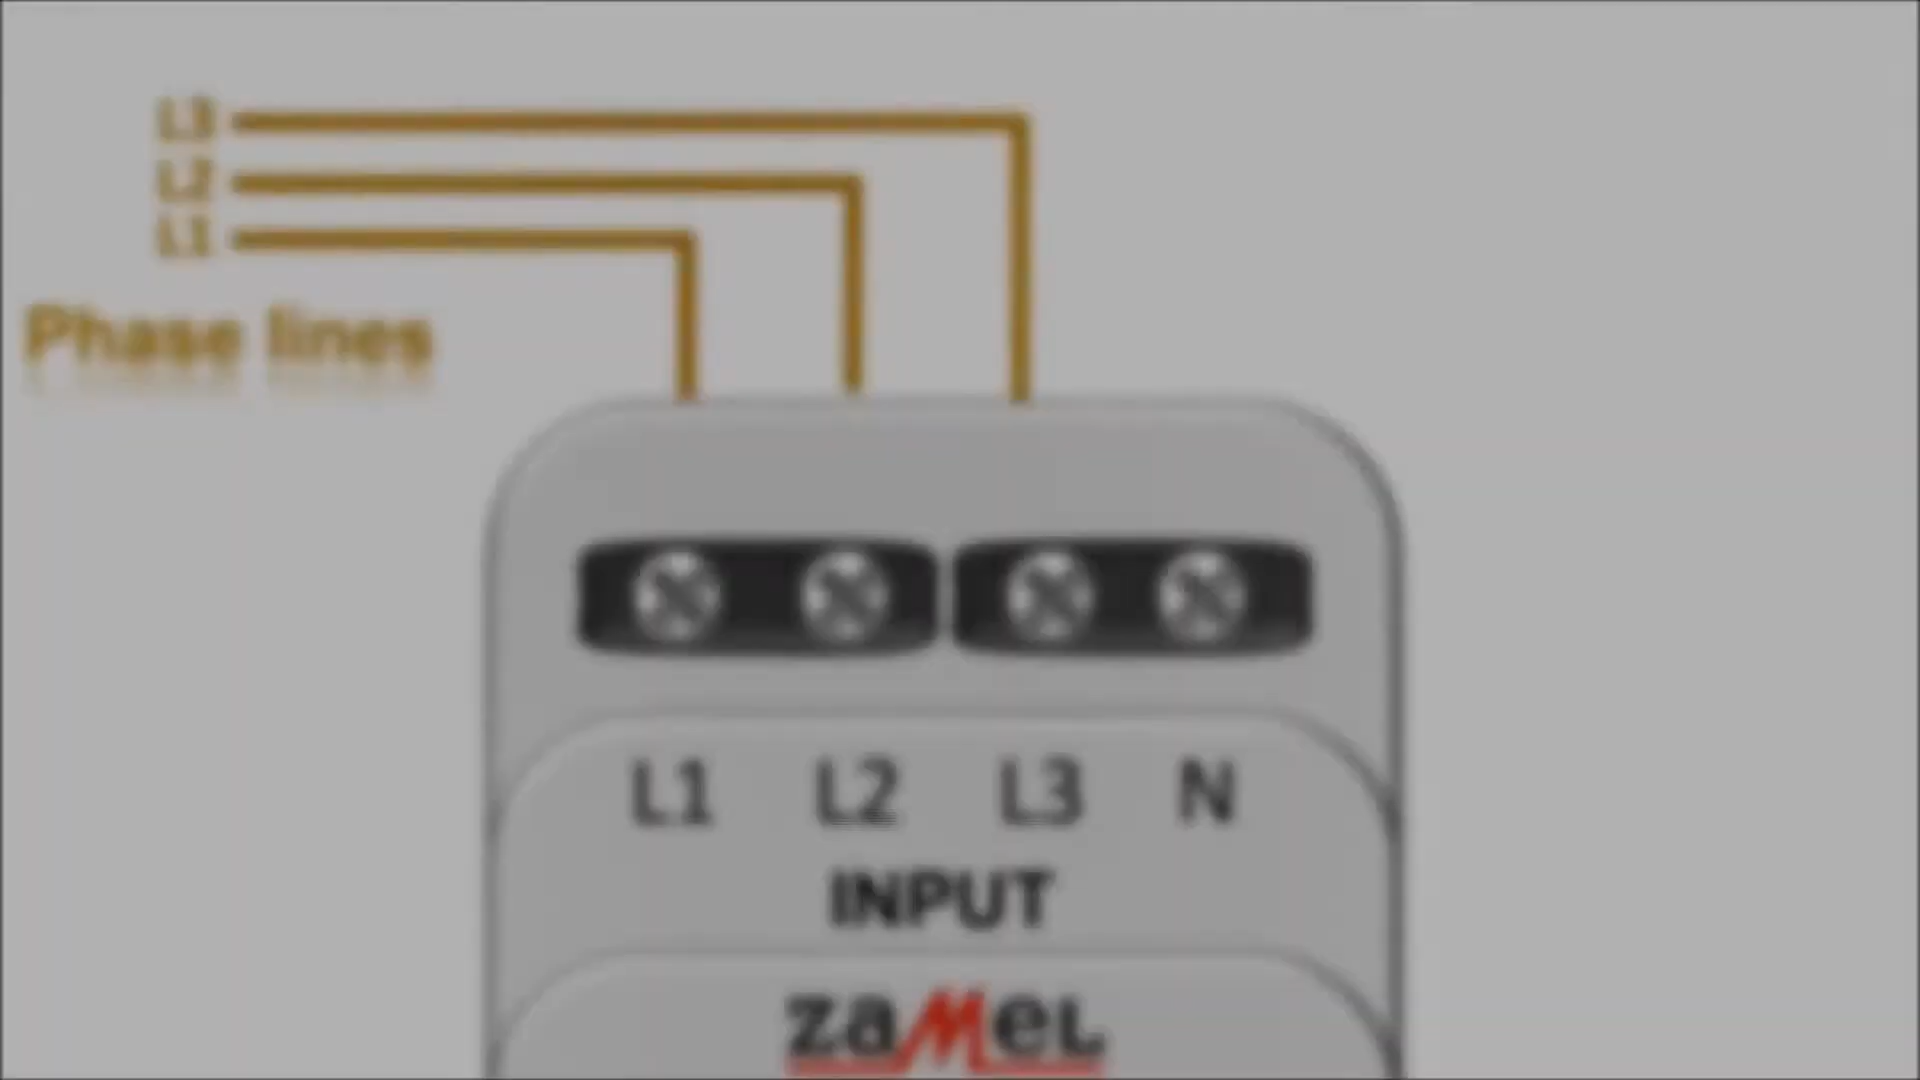 L3
L2
L1
Phase lines
L1 L2 L3 N
INPUT
zaMeL